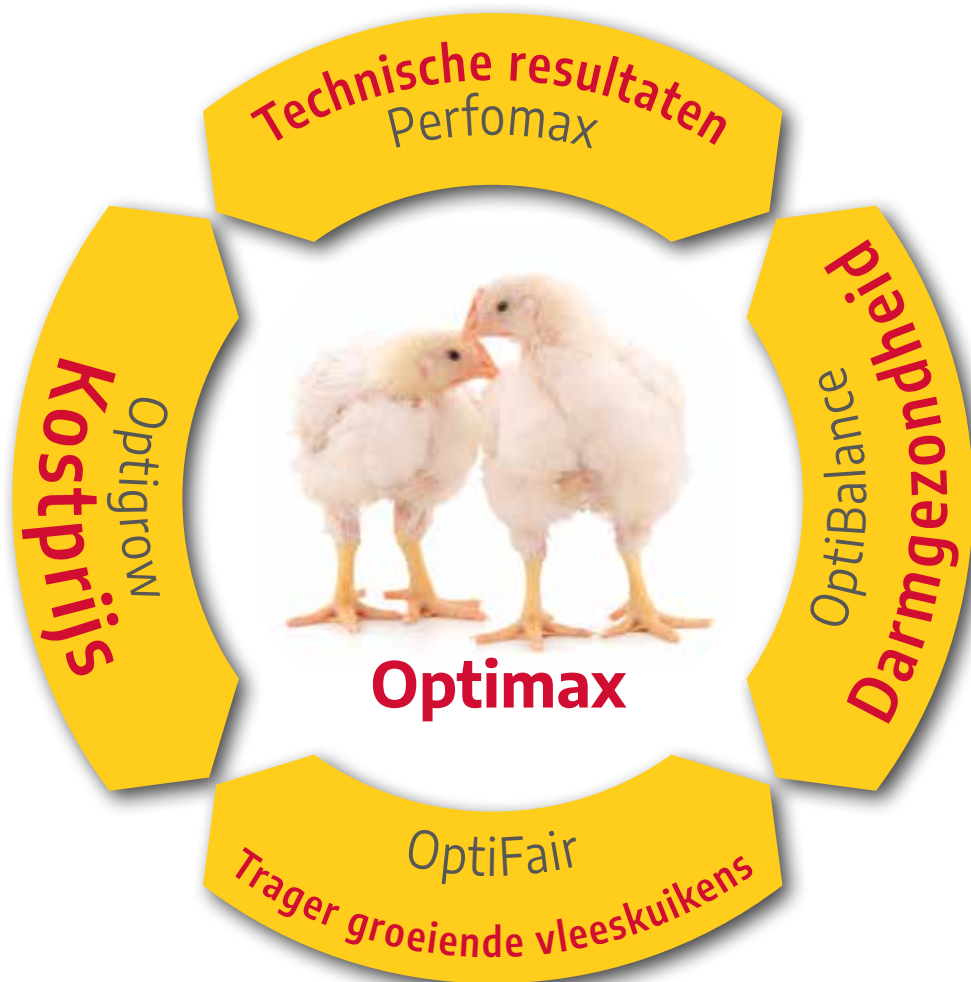 Technische resultaten
Perfomax
Darmgezondheid
OptiBalance
Optimax
OptiFair
Trager groeiende vleeskuikens
Kostprijs
Optigrow